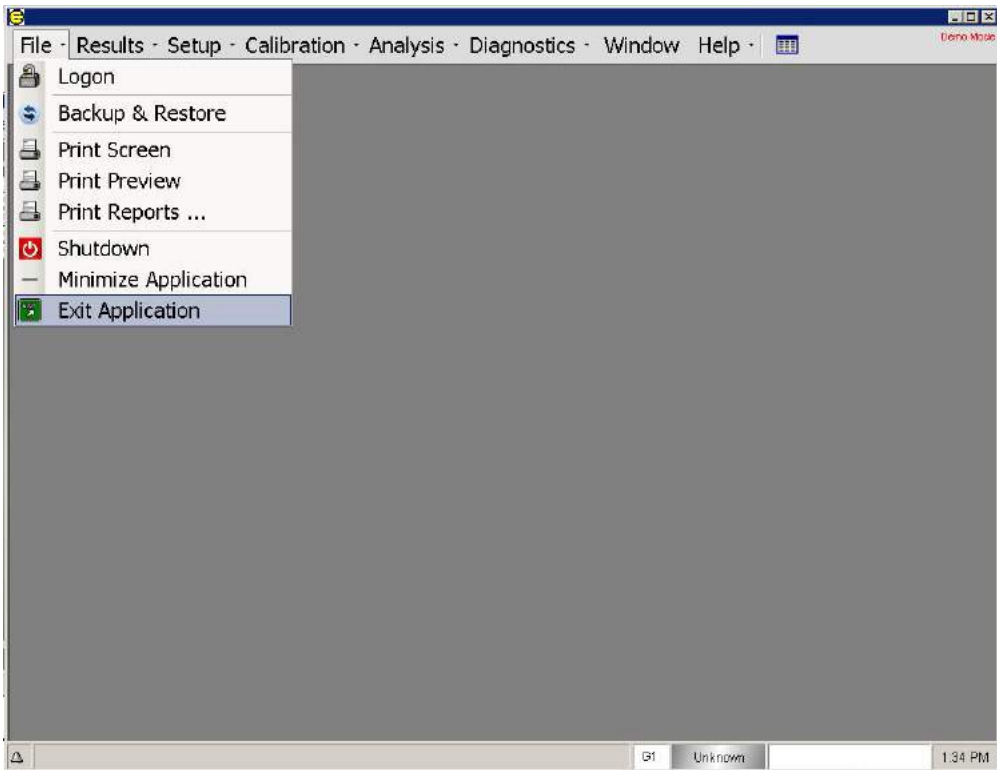 File - Results - Setup - Calibration - Analysis - Diagnostics - Window Help -
Demo Mode
Logon
Backup & Restore
Print Screen
Print Preview
Print Reports ...
Shutdown
Minimize Application
Exit Application
G1 Unknown 1:34 PM